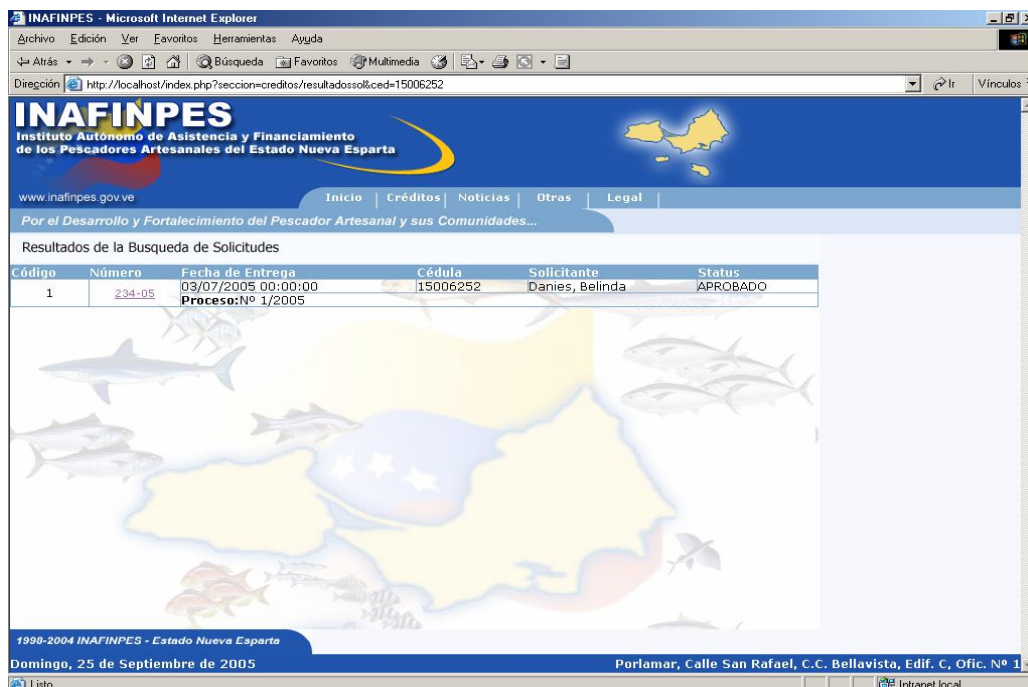 INAFINPES - Microsoft Internet Explorer
Archivo Edición Ver Favoritos Herramientas Ayuda
Atrás Búsqueda Favoritos Multimedia
Dirección http://localhost/index.php?seccion=creditos/resultadossol&ced=15006252 Ir Vínculos
INAFINPES
Instituto Autónomo de Asistencia y Financiamiento
de los Pescadores Artesanales del Estado Nueva Esparta
www.inafinpes.gov.ve Inicio | Créditos | Noticias | Otras | Legal |
Por el Desarrollo y Fortalecimiento del Pescador Artesanal y sus Comunidades...
Resultados de la Busqueda de Solicitudes
Código Número Fecha de Entrega Cédula Solicitante Status
1 234-05 03/07/2005 00:00:00 15006252 Danies, Belinda APROBADO
Proceso:Nº 1/2005
1998-2004 INAFINPES - Estado Nueva Esparta
Domingo, 25 de Septiembre de 2005 Porlamar, Calle San Rafael, C.C. Bellavista, Edif. C, Ofic. Nº 1
Listo Intranet local